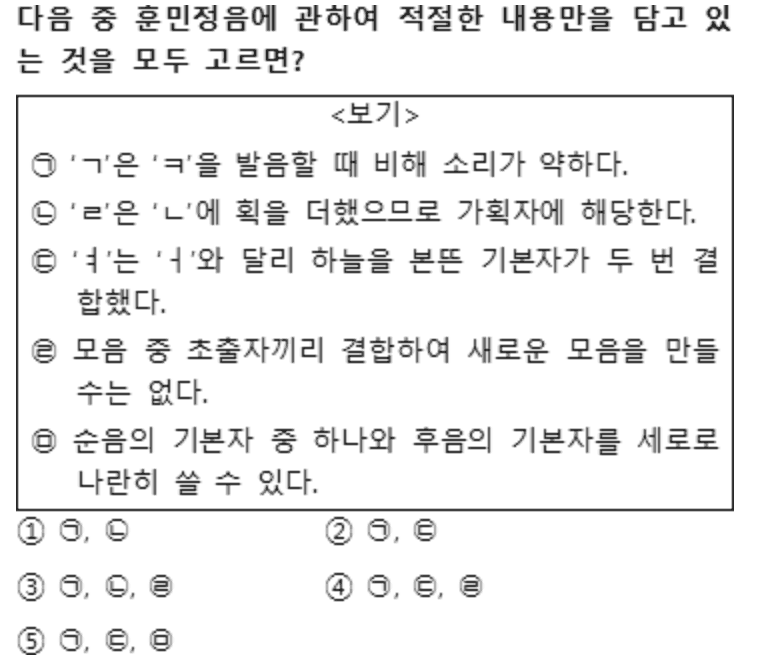 다음 중 훈민정음에 관하여 적절한 내용만을 담고 있
는 것을 모두 고르면?
<보기>
㉠ 'ㄱ'은 'ㅋ'을 발음할 때 비해 소리가 약하다.
㉡ 'ㄹ'은 'ㄴ'에 획을 더했으므로 가획자에 해당한다.
㉢ 'ㅕ'는 'ㅓ'와 달리 하늘을 본뜬 기본자가 두 번 결
합했다.
㉣ 모음 중 초출자끼리 결합하여 새로운 모음을 만들
수는 없다.
㉤ 순음의 기본자 중 하나와 후음의 기본자를 세로로
나란히 쓸 수 있다.
① ㉠, ㉡ ② ㉠, ㉢
③ ㉠, ㉡, ㉣ ④ ㉠, ㉢, ㉣
⑤ ㉠, ㉢, ㉤